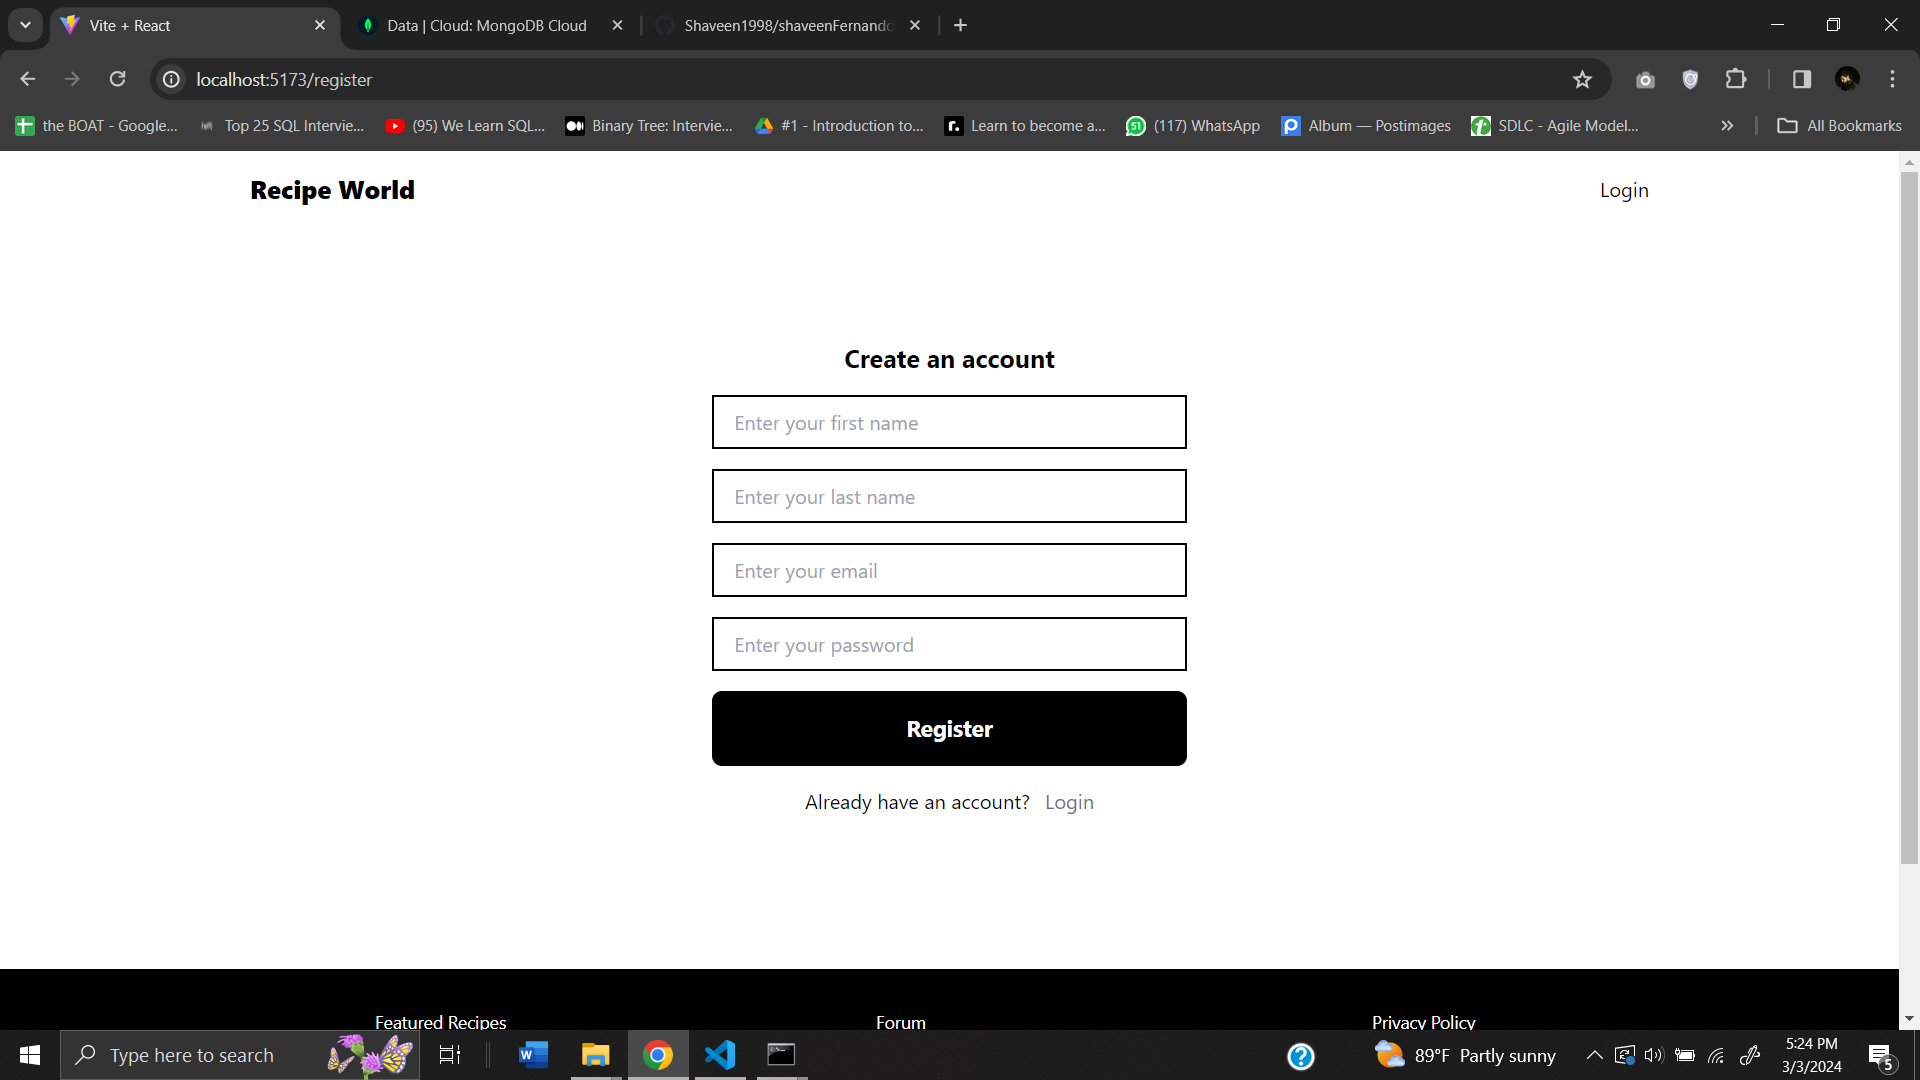 Vite + React
Data | Cloud: MongoDB Cloud
Shaveen1998/shaveenFernando
localhost:5173/register
the BOAT - Google...
Top 25 SQL Intervie...
(95) We Learn SQL...
Binary Tree: Intervie...
#1 - Introduction to...
r.
Learn to become a...
51
(117) WhatsApp
Album — Postimages
SDLC - Agile Model...
All Bookmarks
Recipe World
Login
Create an account
Enter your first name
Enter your last name
Enter your email
Enter your password
Register
Already have an account? Login
Featured Recipes
Forum
Privacy Policy
Type here to search
89°F Partly sunny
5:24 PM
3/3/2024
5